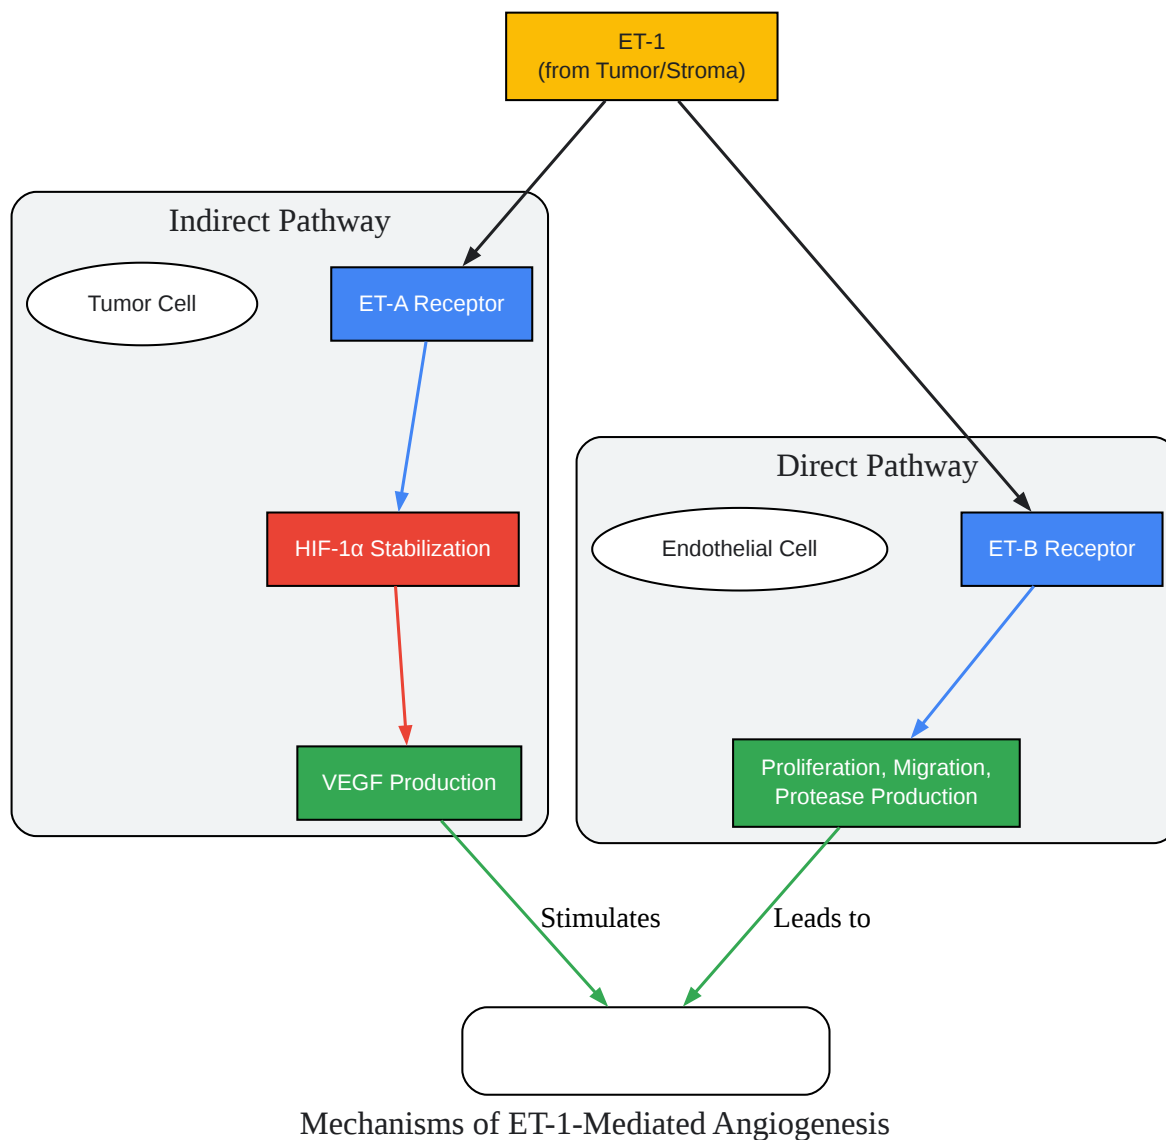 ET-1
(from Tumor/Stroma)
Indirect Pathway
Tumor Cell
ET-A Receptor
HIF-1α Stabilization
VEGF Production
Direct Pathway
Endothelial Cell
ET-B Receptor
Proliferation, Migration,
Protease Production
Stimulates
Leads to
Mechanisms of ET-1-Mediated Angiogenesis